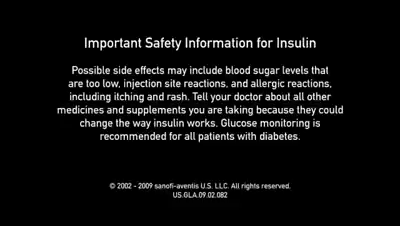 Important Safety Information for Insulin
Possible side effects may include blood sugar levels that
are too low, injection site reactions, and allergic reactions,
including itching and rash. Tell your doctor about all other
medicines and supplements you are taking because they could
change the way insulin works. Glucose monitoring is
recommended for all patients with diabetes.
© 2002 - 2009 sanofi-aventis U.S. LLC. All rights reserved.
US.GLA.09.02.082